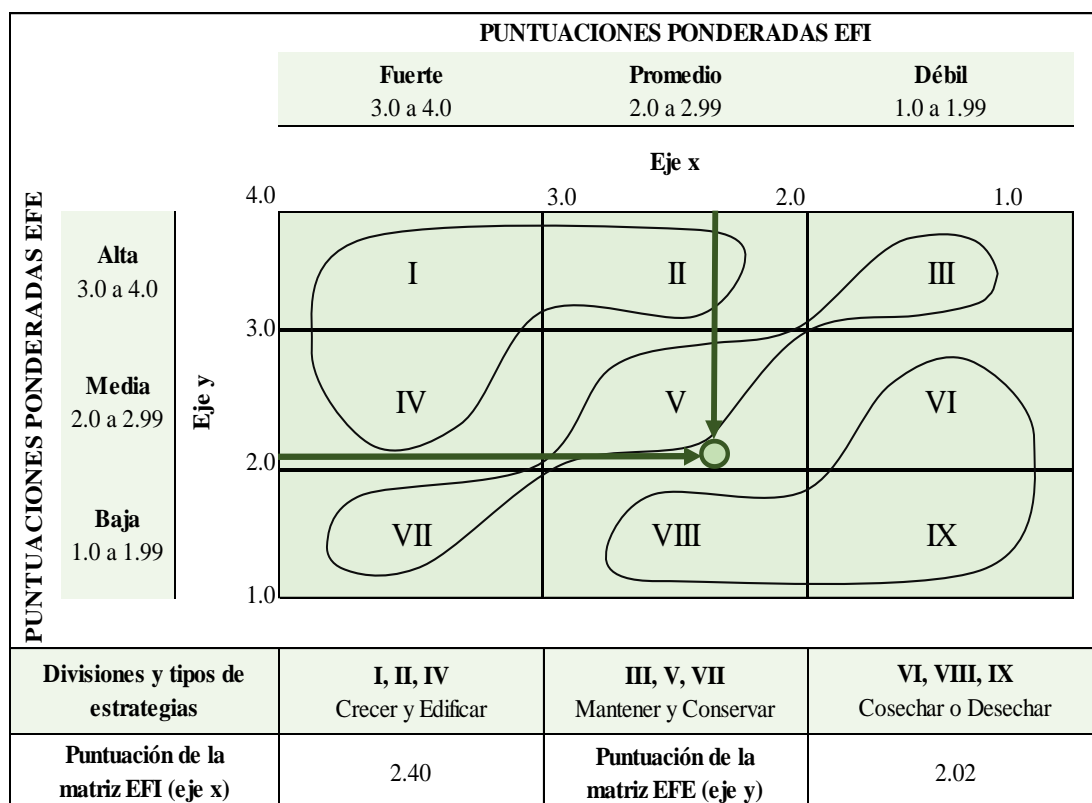 PUNTUACIONES PONDERADAS EFI
Fuerte
3.0 a 4.0
Promedio
2.0 a 2.99
Débil
1.0 a 1.99
Eje x
4.0
3.0
2.0
1.0
PUNTUACIONES PONDERADAS EFE
Eje y
Alta
3.0 a 4.0
I
II
III
3.0
Media
2.0 a 2.99
IV
V
VI
2.0
Baja
1.0 a 1.99
VII
VIII
IX
1.0
Divisiones y tipos de
estrategias
I, II, IV
Crecer y Edificar
III, V, VII
Mantener y Conservar
VI, VIII, IX
Cosechar o Desechar
Puntuación de la
matriz EFI (eje x)
2.40
Puntuación de la
matriz EFE (eje y)
2.02